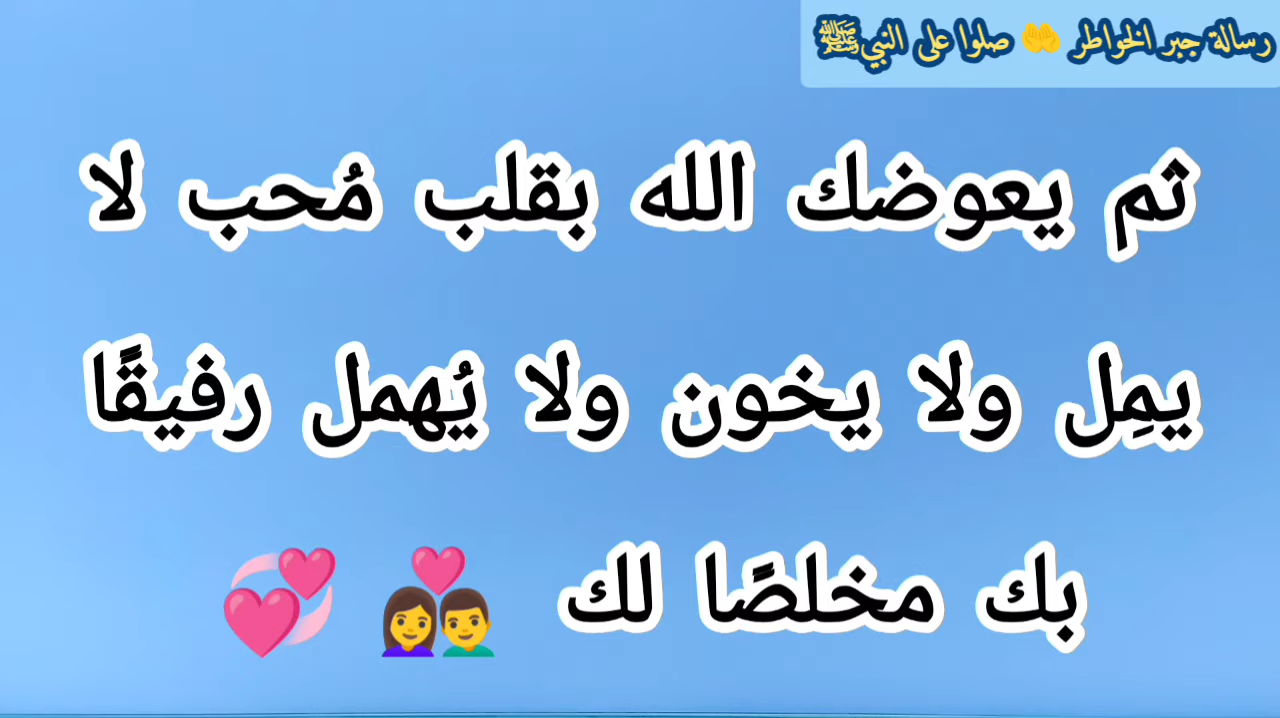 رسالة جبر الخواطر 🤲 صلوا على النبي ﷺ
ثم يعوضك الله بقلب مُحب لا
يمِل ولا يخون ولا يُهمل رفيقًا
بك مخلصًا لك 👩‍❤️‍👨 💞